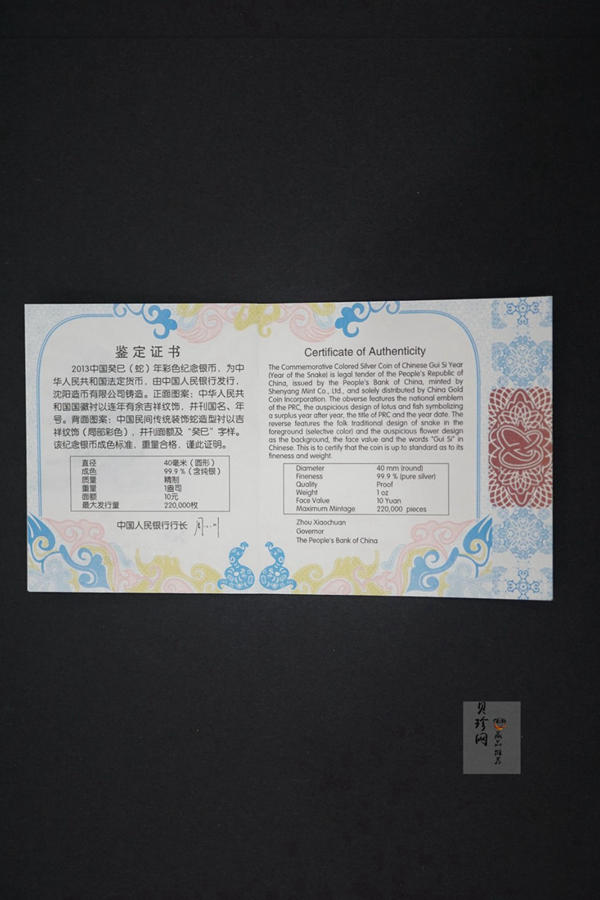 鉴定证书
2013中国癸巳（蛇）年彩色纪念银币，为中
华人民共和国法定货币，由中国人民银行发行，
沈阳造币有限公司铸造。正面图案：中华人民共
和国国徽衬以连年有余吉祥纹饰，并刊国名、年
号。背面图案：中国民间传统装饰蛇造型衬以吉
祥纹饰（局部彩色），并刊面额及“癸巳”字样。
该纪念银币成色标准，重量合格，谨此证明。
直径 40毫米（圆形）
成色 99.9％（含纯银）
质量 精制
重量 1盎司
面额 10元
最大发行量 220,000枚
中国人民银行行长
Certificate of Authenticity
The Commemorative Colored Silver Coin of Chinese Gui Si Year
(Year of the Snake) is legal tender of the People's Republic of
China, issued by the People's Bank of China, minted by
Shenyang Mint Co., Ltd., and solely distributed by China Gold
Coin Incorporation. The obverse features the national emblem
of the PRC, the auspicious design of lotus and fish symbolizing
a surplus year after year, the title of the PRC and the year date. The
reverse features the folk traditional design of snake in the
foreground (selective color) and the auspicious flower design
as the background, the face value and the words "Gui Si" in
Chinese. This is to certify that the coin is up to standard as to its
fineness and weight.
Diameter 40 mm (round)
Fineness 99.9 % (pure silver)
Quality Proof
Weight 1 oz
Face Value 10 Yuan
Maximum Mintage 220,000 pieces
Zhou Xiaochuan
Governor
The People's Bank of China
贝珍网
藏品推荐